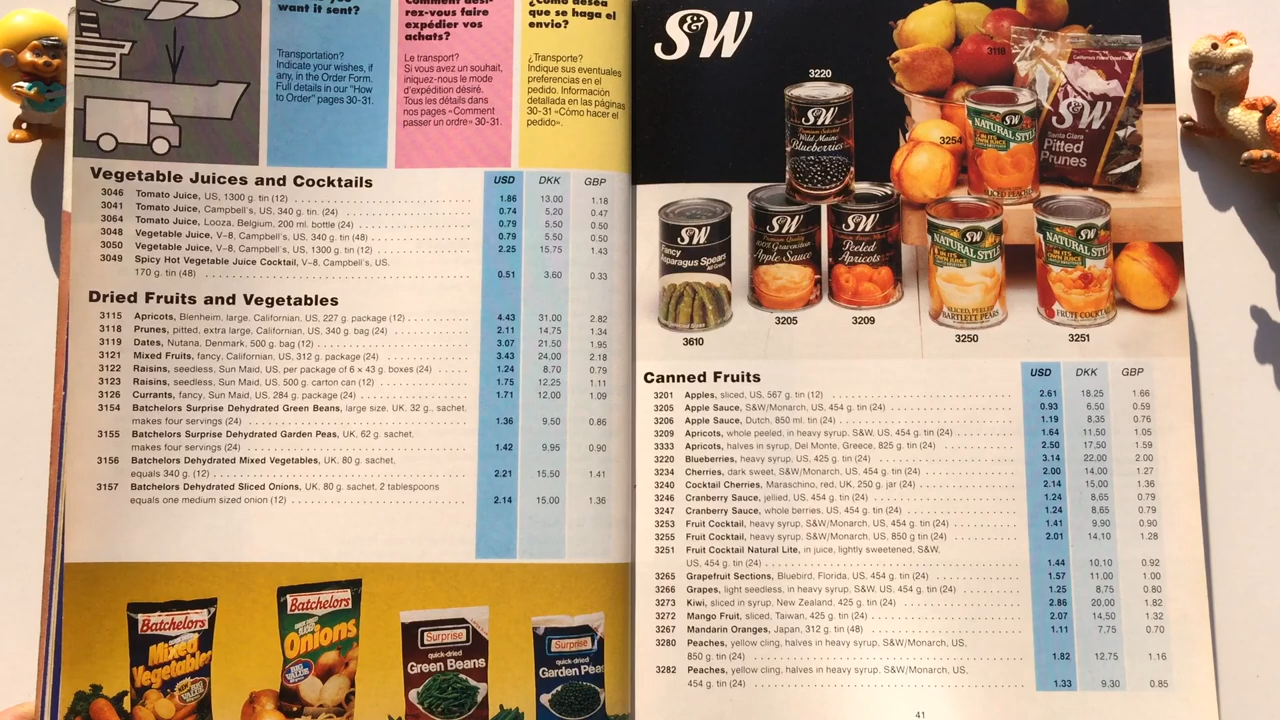 want it sent?
Transportation?
Indicate your wishes, if
any, in the Order Form.
Full details in our "How
to Order" pages 30-31.
Comment dési-
rez-vous faire
expédier vos
achats?
Le transport?
Si vous avez un souhait,
iniquez-nous le mode
d'expédition désiré.
Tous les détails dans
nos pages «Comment
passer un ordre» 30-31.
¿Cómo desea
que se haga el
envío?
¿Transporte?
Indique sus eventuales
preferencias en el
pedido. Información
detallada en las páginas
30-31 «Cómo hacer el
pedido».
Vegetable Juices and Cocktails USD DKK GBP
3046 Tomato Juice, US, 1300 g. tin (12) 1.86 13,00 1.18
3041 Tomato Juice, Campbell's, US, 340 g. tin. (24) 0.74 5,20 0.47
3064 Tomato Juice, Looza, Belgium, 200 ml. bottle (24) 0.79 5.50 0.50
3048 Vegetable Juice, V-8, Campbell's, US, 340 g. tin (48) 0.79 5.50 0.50
3050 Vegetable Juice, V-8, Campbell's, US, 1300 g. tin (12) 2.25 15,75 1.43
3049 Spicy Hot Vegetable Juice Cocktail, V-8, Campbell's, US.
170 g. tin (48) 0.51 3,60 0.33
Dried Fruits and Vegetables
3115 Apricots, Blenheim, large, Californian, US, 227 g. package (12) 4.43 31,00 2.82
3118 Prunes, pitted, extra large, Californian, US, 340 g. bag (24) 2.11 14,75 1.34
3119 Dates, Nutana, Denmark, 500 g. bag (12) 3.07 21,50 1.95
3121 Mixed Fruits, fancy, Californian, US, 312 g. package (24) 3.43 24,00 2.18
3122 Raisins, seedless, Sun Maid, US, per package of 6 × 43 g. boxes (24) 1.24 8,70 0.79
3123 Raisins, seedless, Sun Maid, US, 500 g. carton can (12) 1.75 12,25 1.11
3126 Currants, fancy, Sun Maid, US, 284 g. package (24) 1.71 12,00 1.09
3154 Batchelors Surprise Dehydrated Green Beans, large size, UK. 32 g., sachet,
makes four servings (24) 1.36 9,50 0.86
3155 Batchelors Surprise Dehydrated Garden Peas, UK. 62 g. sachet,
makes four servings (24) 1.42 9,95 0.90
3156 Batchelors Dehydrated Mixed Vegetables, UK. 80 g. sachet,
equals 340 g. (12) 2.21 15,50 1.41
3157 Batchelors Dehydrated Sliced Onions, UK. 80 g. sachet, 2 tablespoons
equals one medium sized onion (12) 2.14 15,00 1.36
Batchelors
Mixed
Vegetables
Batchelors
Onions
Surprise
quick-dried
Green Beans
Surprise
quick-dried
Garden Peas
S&W
3220
S&W
Wild Maine
Blueberries
3118
S&W
Santa Clara
Pitted
Prunes
3254
S&W
NATURAL STYLE
IN ITS
OWN JUICE
SLICED PEACHES
S&W
Fancy
Asparagus Spears
3610
S&W
Premium Quality
100% Gravenstein
Apple Sauce
3205
S&W
Peeled
Apricots
3209
S&W
NATURAL STYLE
IN ITS
OWN JUICE
SLICED, PEELED
BARTLETT PEARS
3250
S&W
NATURAL STYLE
IN ITS
OWN JUICE
FRUIT COCKTAIL
3251
Canned Fruits USD DKK GBP
3201 Apples, sliced, US, 567 g. tin (12) 2.61 18,25 1.66
3205 Apple Sauce, S&W/Monarch, US, 454 g. tin (24) 0.93 6,50 0.59
3206 Apple Sauce, Dutch, 850 ml. tin (24) 1.19 8,35 0.76
3209 Apricots, whole peeled, in heavy syrup, S&W, US, 454 g. tin (24) 1.64 11,50 1.05
3333 Apricots, halves in syrup, Del Monte, Greece, 825 g. tin (24) 2.50 17,50 1.59
3220 Blueberries, heavy syrup, US, 425 g. tin (24) 3.14 22,00 2.00
3234 Cherries, dark sweet, S&W/Monarch, US, 454 g. tin (24) 2.00 14,00 1.27
3240 Cocktail Cherries, Maraschino, red, UK, 250 g. jar (24) 2.14 15,00 1.36
3246 Cranberry Sauce, jellied, US, 454 g. tin (24) 1.24 8,65 0.79
3247 Cranberry Sauce, whole berries, US, 454 g. tin (24) 1.24 8,65 0.79
3253 Fruit Cocktail, heavy syrup, S&W/Monarch, US, 454 g. tin (24) 1.41 9,90 0.90
3255 Fruit Cocktail, heavy syrup, S&W/Monarch, US, 850 g tin (24) 2.01 14,10 1.28
3251 Fruit Cocktail Natural Lite, in juice, lightly sweetened, S&W,
US, 454 g. tin (24) 1.44 10,10 0.92
3265 Grapefruit Sections, Bluebird, Florida, US, 454 g. tin (24) 1.57 11,00 1.00
3266 Grapes, light seedless, in heavy syrup, S&W, US, 454 g. tin (24) 1.25 8,75 0.80
3273 Kiwi, sliced in syrup, New Zealand, 425 g. tin (24) 2.86 20,00 1.82
3272 Mango Fruit, sliced, Taiwan, 425 g. tin (24) 2.07 14,50 1.32
3267 Mandarin Oranges, Japan, 312 g. tin (48) 1.11 7,75 0.70
3280 Peaches, yellow cling, halves in heavy syrup, S&W/Monarch, US,
850 g. tin (24) 1.82 12,75 1.16
3282 Peaches, yellow cling, halves in heavy syrup, S&W/Monarch, US,
454 g. tin (24) 1.33 9,30 0.85
41